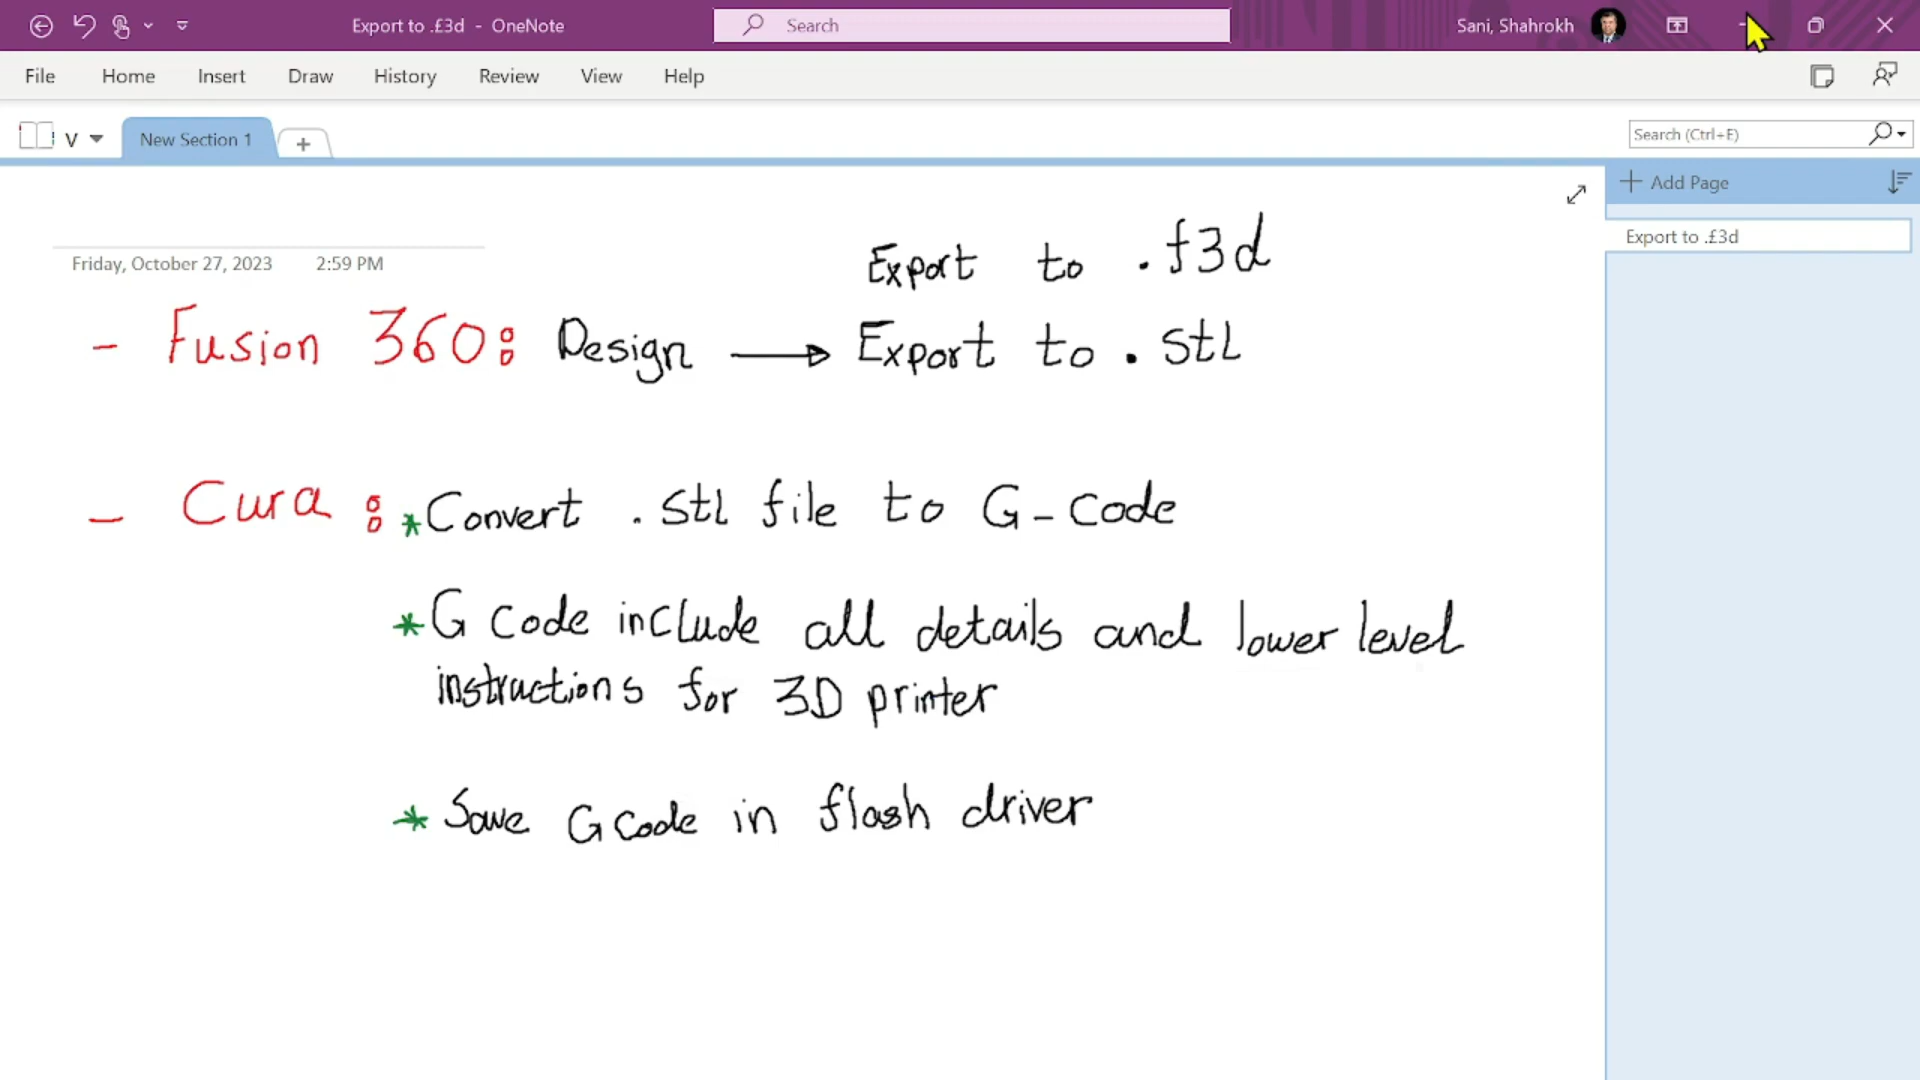 Export to .£3d - OneNote
Search
Sani, Shahrokh
File Home Insert Draw History Review View Help
V New Section 1 +
Search (Ctrl+E)
Add Page
Export to .£3d
Friday, October 27, 2023 2:59 PM
Export to .f3d
- Fusion 360: Design → Export to .stl
- Cura : * Convert .stl file to G-code
* G code include all details and lower level
instructions for 3D printer
* Save G code in flash driver